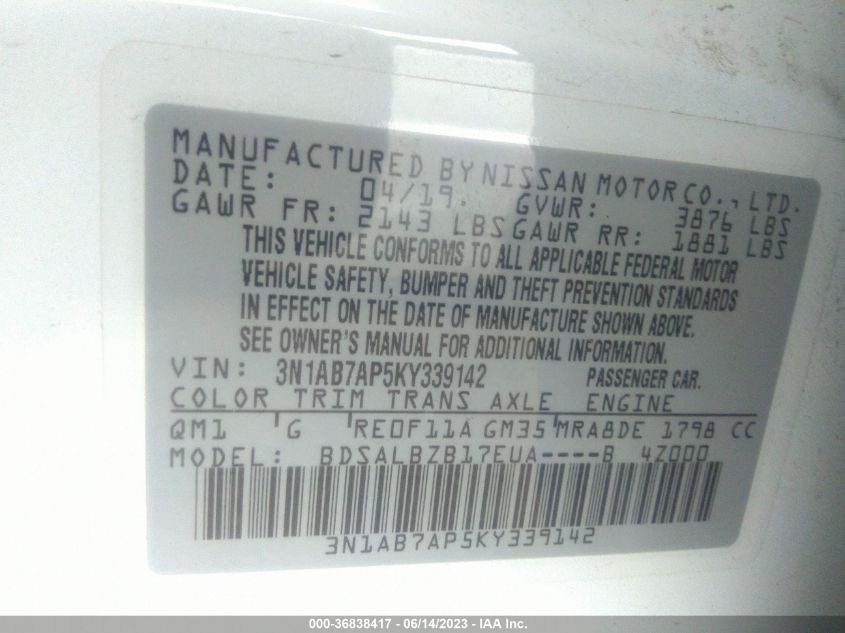 MANUFACTURED BY NISSAN MOTOR CO., LTD.
DATE: 04/19. GVWR: 3876 LBS
GAWR FR: 2143 LBS GAWR RR: 1881 LBS
THIS VEHICLE CONFORMS TO ALL APPLICABLE FEDERAL MOTOR
VEHICLE SAFETY, BUMPER AND THEFT PREVENTION STANDARDS
IN EFFECT ON THE DATE OF MANUFACTURE SHOWN ABOVE.
SEE OWNER'S MANUAL FOR ADDITIONAL INFORMATION.
VIN: 3N1AB7AP5KY339142 PASSENGER CAR.
COLOR TRIM TRANS AXLE ENGINE
QM1 G RE0F11A GM35 MRA8DE 1798 CC
MODEL: BDSALBZB17EUA----B 4Z000
3N1AB7AP5KY339142
000-36838417 - 06/14/2023 - IAA Inc.